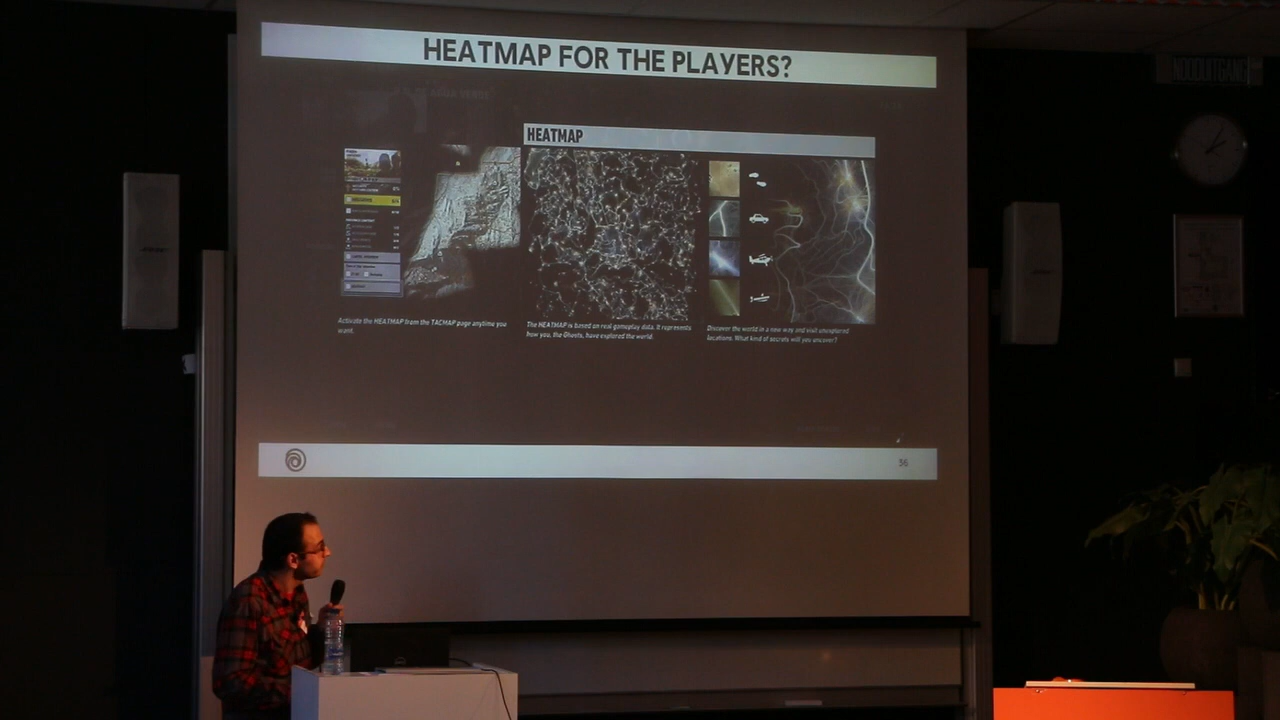 HEATMAP FOR THE PLAYERS?
NOODUITGANG
HEATMAP
Activate the HEATMAP from the TACMAP page anytime you
want.
The HEATMAP is based on real gameplay data. It represents
how you, the Ghosts, have explored the world.
Discover the world in a new way and visit unexplored
locations. What kind of secrets will you uncover?
36